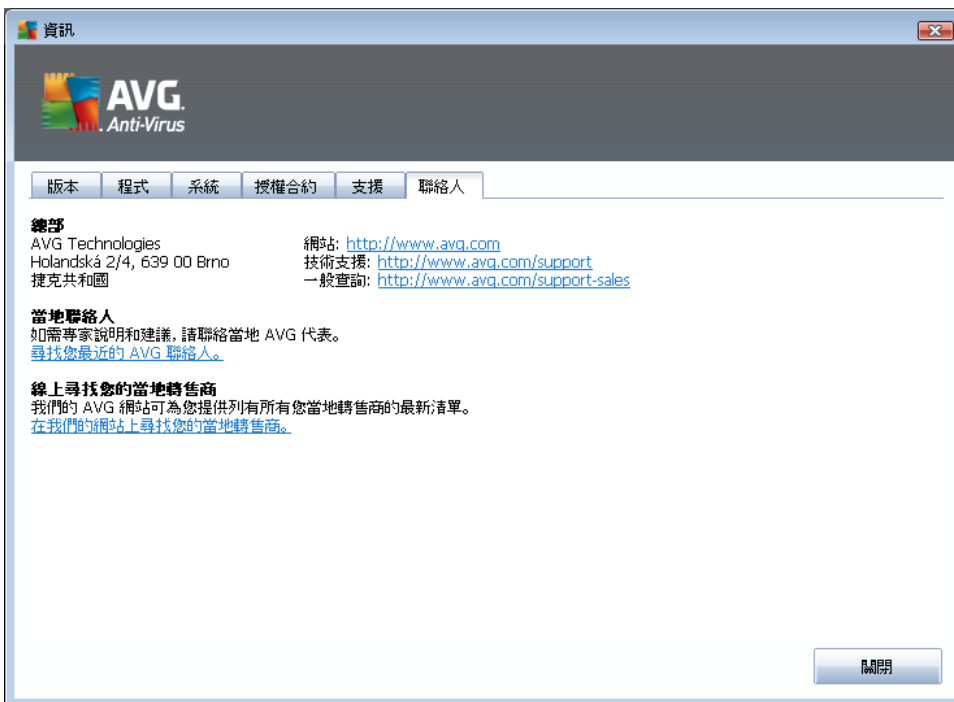 資訊
AVG.
Anti-Virus
版本 程式 系統 授權合約 支援 聯絡人
總部
AVG Technologies
Holandská 2/4, 639 00 Brno
捷克共和國
網站: http://www.avg.com
技術支援: http://www.avg.com/support
一般查詢: http://www.avg.com/support-sales
當地聯絡人
如需專家說明和建議, 請聯絡當地 AVG 代表。
尋找您最近的 AVG 聯絡人。
線上尋找您的當地轉售商
我們的 AVG 網站可為您提供列有所有您當地轉售商的最新清單。
在我們的網站上尋找您的當地轉售商。
關閉